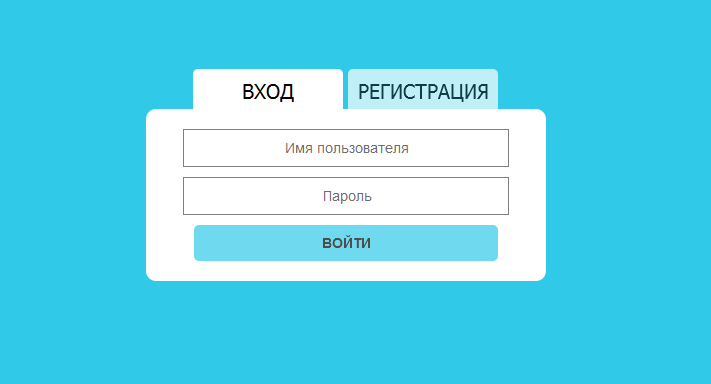 ВХОД
РЕГИСТРАЦИЯ
Имя пользователя
Пароль
ВОЙТИ